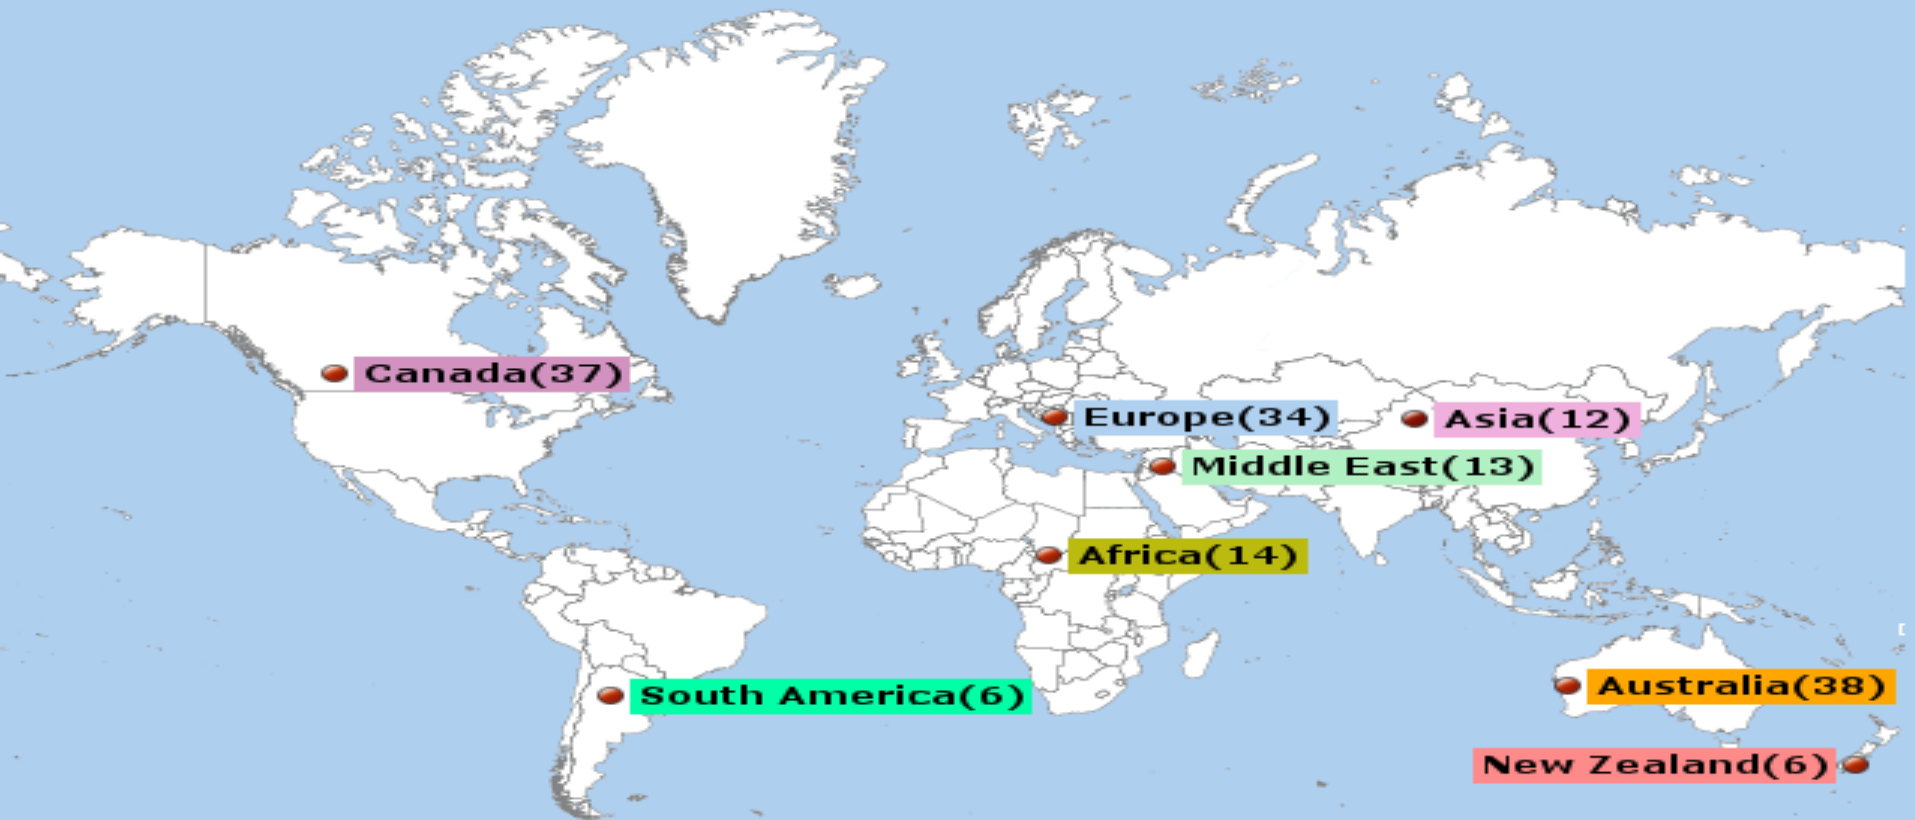 Canada(37)
Europe(34)
Asia(12)
Middle East(13)
Africa(14)
South America(6)
Australia(38)
New Zealand(6)